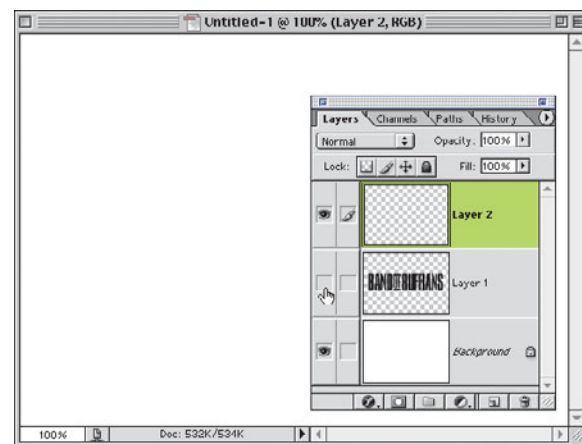 Untitled-1 @ 100% (Layer 2, RGB)
Layers Channels Paths History
Normal Opacity: 100%
Lock: Fill: 100%
Layer 2
BAND OF BUFFRANS Layer 1
Background
100% Doc: 532K/534K